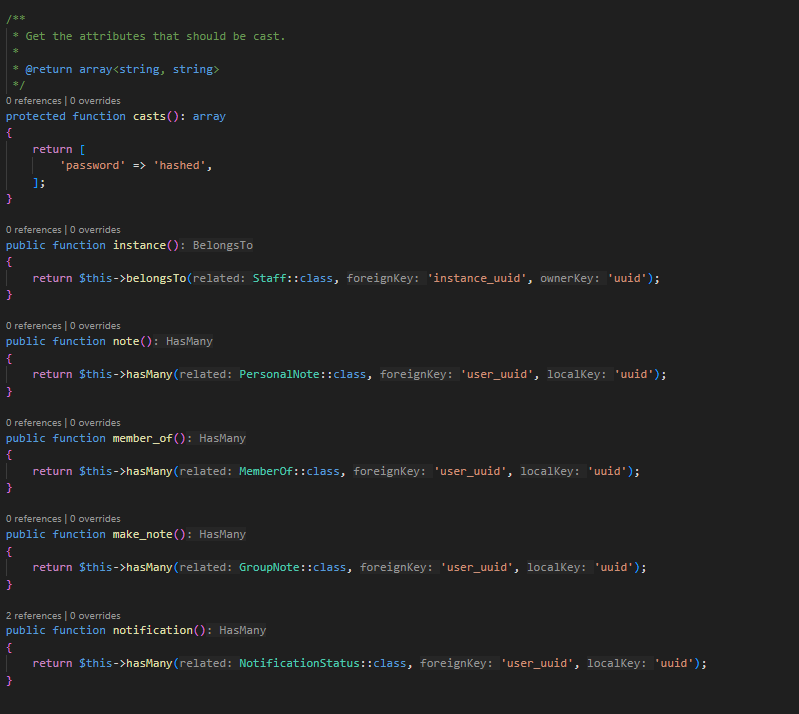 /**
 * Get the attributes that should be cast.
 *
 * @return array<string, string>
 */
0 references | 0 overrides
protected function casts(): array
{
    return [
        'password' => 'hashed',
    ];
}
0 references | 0 overrides
public function instance(): BelongsTo
{
    return $this->belongsTo(related: Staff::class, foreignKey: 'instance_uuid', ownerKey: 'uuid');
}
0 references | 0 overrides
public function note(): HasMany
{
    return $this->hasMany(related: PersonalNote::class, foreignKey: 'user_uuid', localKey: 'uuid');
}
0 references | 0 overrides
public function member_of(): HasMany
{
    return $this->hasMany(related: MemberOf::class, foreignKey: 'user_uuid', localKey: 'uuid');
}
0 references | 0 overrides
public function make_note(): HasMany
{
    return $this->hasMany(related: GroupNote::class, foreignKey: 'user_uuid', localKey: 'uuid');
}
2 references | 0 overrides
public function notification(): HasMany
{
    return $this->hasMany(related: NotificationStatus::class, foreignKey: 'user_uuid', localKey: 'uuid');
}